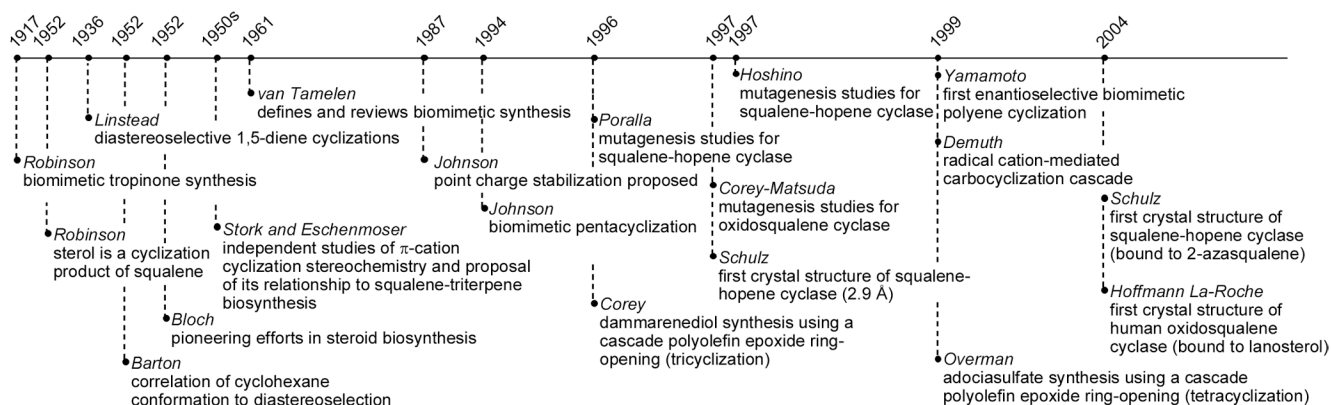 1917
1952
1936
1952
1952
1950s
1961
1987
1994
1996
1997
1997
1999
2004
van Tamelen
defines and reviews biomimetic synthesis
Linstead
diastereoselective 1,5-diene cyclizations
Robinson
biomimetic tropinone synthesis
Robinson
sterol is a cyclization
product of squalene
Stork and Eschenmoser
independent studies of π-cation
cyclization stereochemistry and proposal
of its relationship to squalene-triterpene
biosynthesis
Bloch
pioneering efforts in steroid biosynthesis
Barton
correlation of cyclohexane
conformation to diastereoselection
Johnson
point charge stabilization proposed
Johnson
biomimetic pentacyclization
Poralla
mutagenesis studies for
squalene-hopene cyclase
Corey
dammarenediol synthesis using a
cascade polyolefin epoxide ring-
opening (tricyclization)
Hoshino
mutagenesis studies for
squalene-hopene cyclase
Corey-Matsuda
mutagenesis studies for
oxidosqualene cyclase
Schulz
first crystal structure of squalene-
hopene cyclase (2.9 Å)
Yamamoto
first enantioselective biomimetic
polyene cyclization
Demuth
radical cation-mediated
carbocyclization cascade
Overman
adociasulfate synthesis using a cascade
polyolefin epoxide ring-opening (tetracyclization)
Schulz
first crystal structure of
squalene-hopene cyclase
(bound to 2-azasqualene)
Hoffmann La-Roche
first crystal structure of
human oxidosqualene
cyclase (bound to lanosterol)